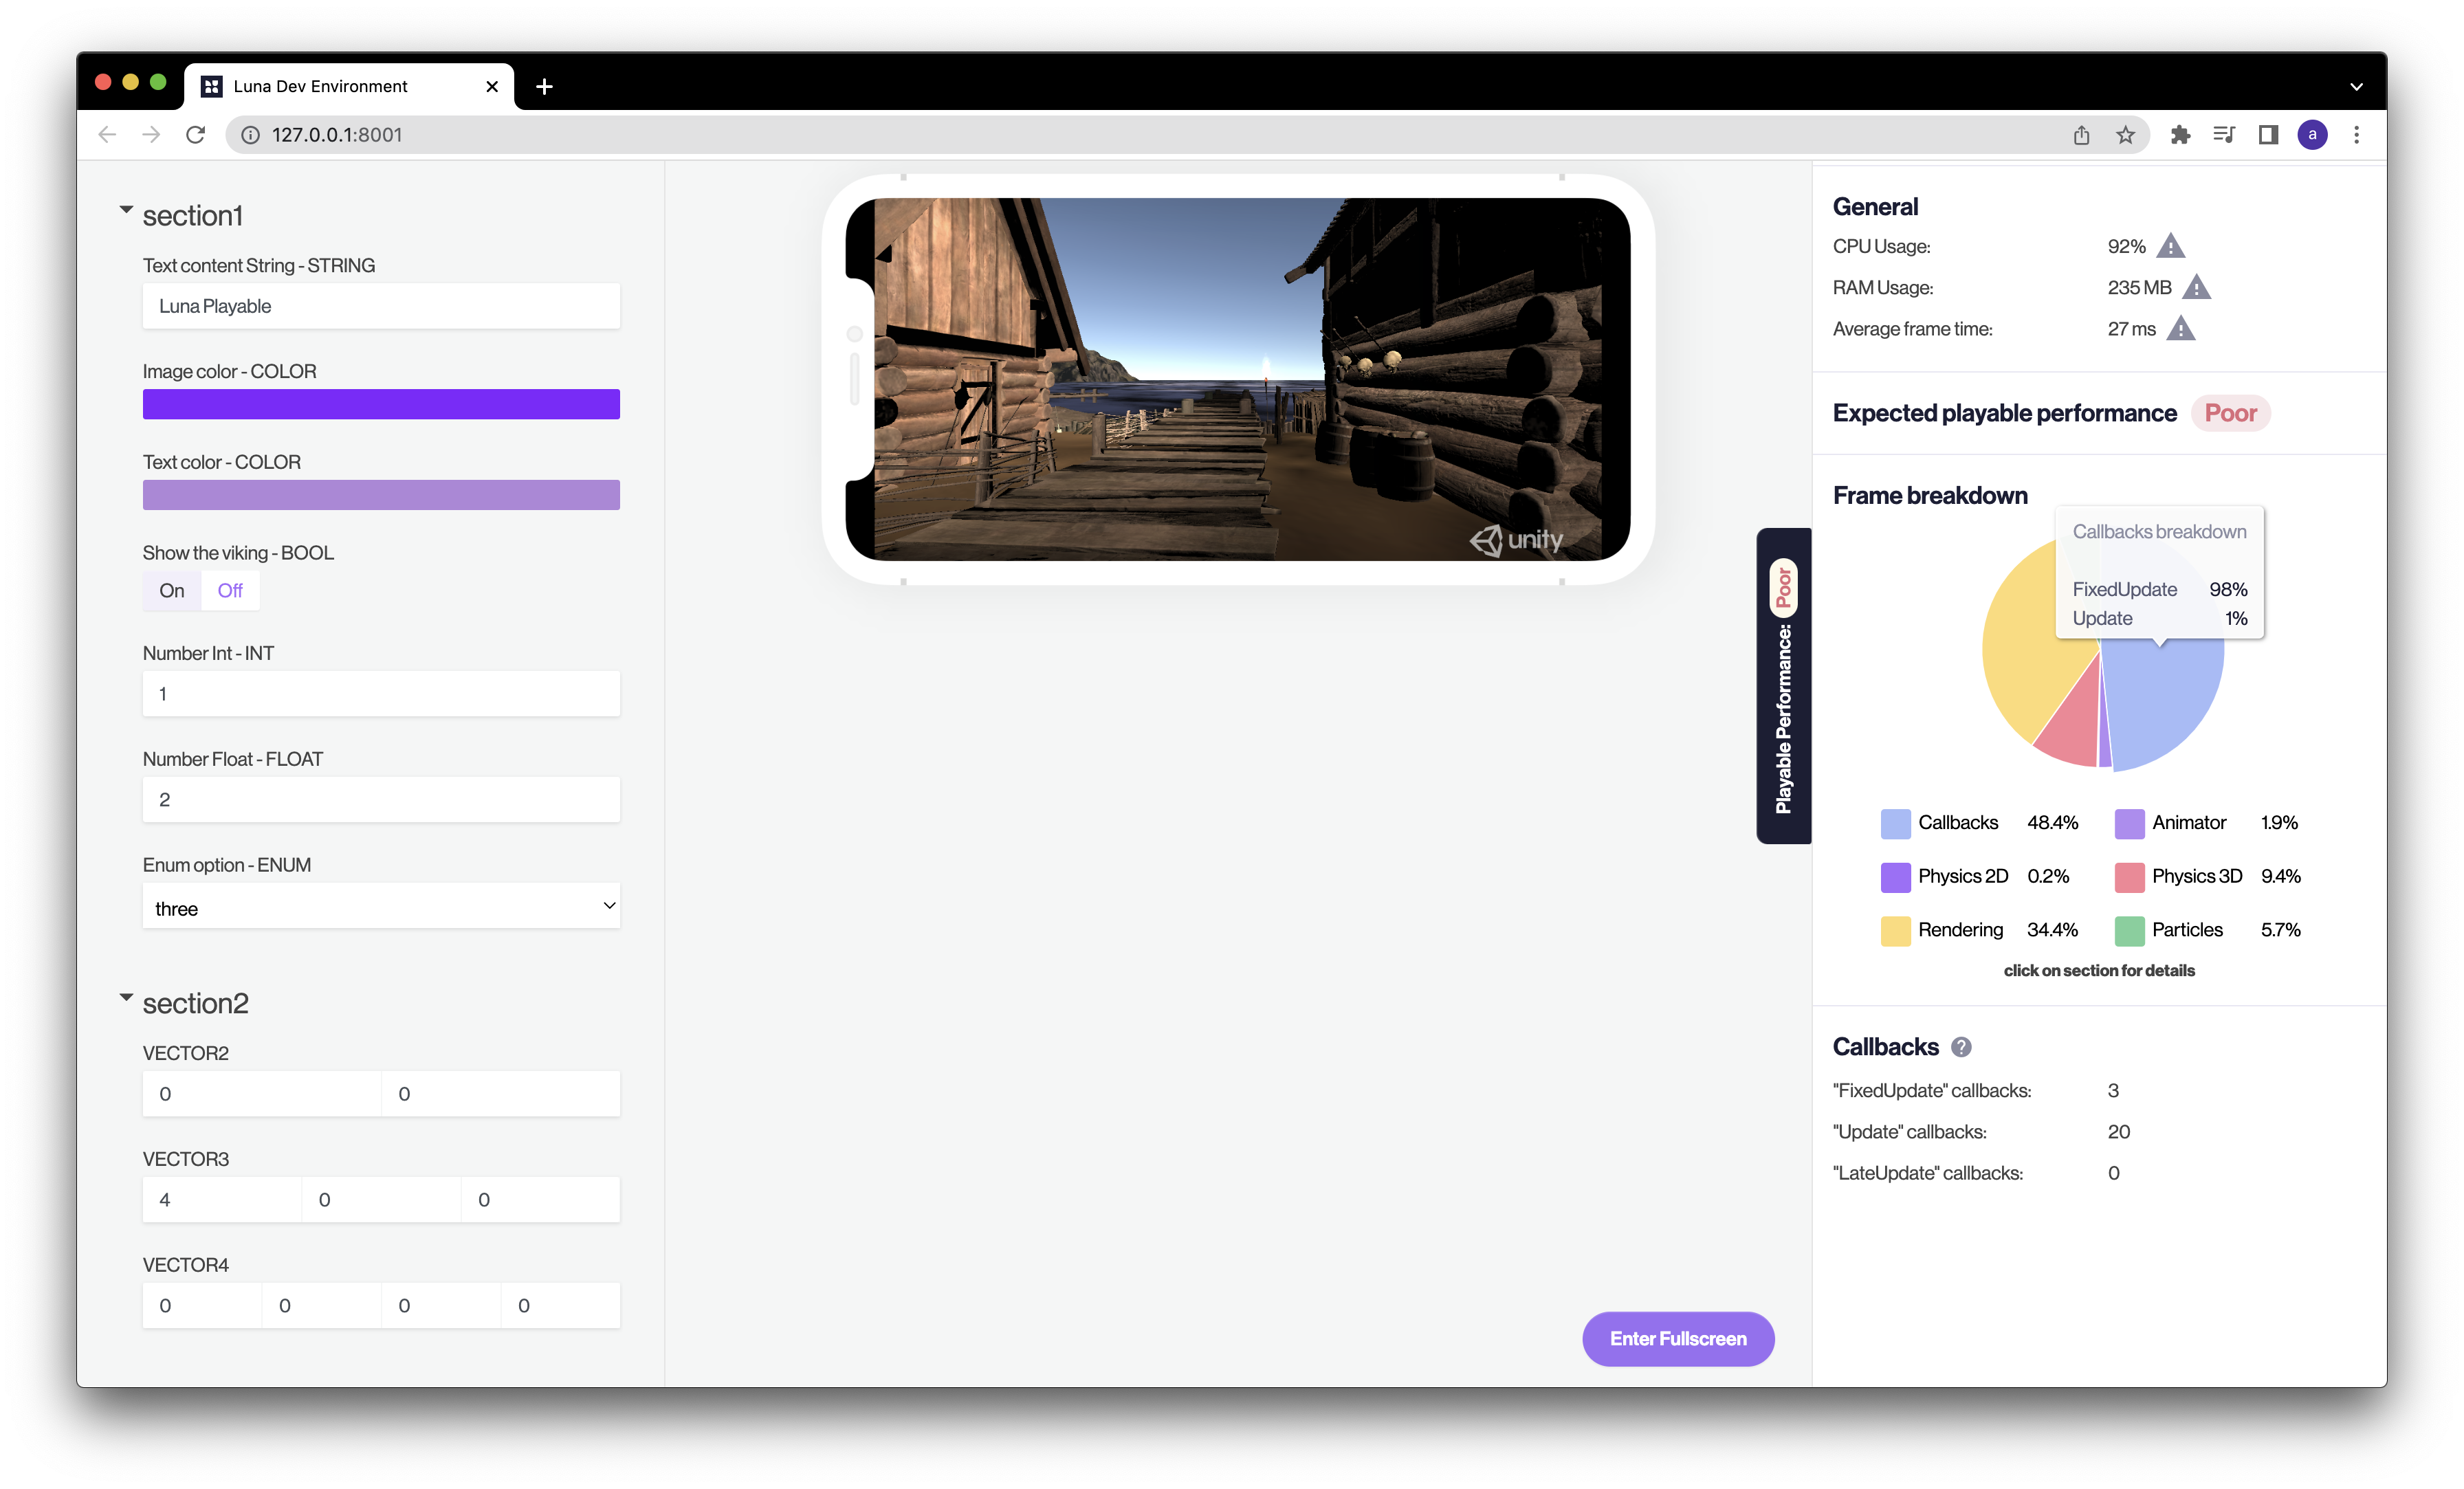 Luna Dev Environment
127.0.0.1:8001
a
section1
Text content String - STRING
Luna Playable
Image color - COLOR
Text color - COLOR
Show the viking - BOOL
On Off
Number Int - INT
1
Number Float - FLOAT
2
Enum option - ENUM
three
section2
VECTOR2
0 0
VECTOR3
4 0 0
VECTOR4
0 0 0 0
unity
Enter Fullscreen
Playable Performance: Poor
General
CPU Usage: 92%
RAM Usage: 235 MB
Average frame time: 27 ms
Expected playable performance Poor
Frame breakdown
Callbacks breakdown
FixedUpdate 98%
Update 1%
Callbacks 48.4% Animator 1.9%
Physics 2D 0.2% Physics 3D 9.4%
Rendering 34.4% Particles 5.7%
click on section for details
Callbacks ?
"FixedUpdate" callbacks: 3
"Update" callbacks: 20
"LateUpdate" callbacks: 0